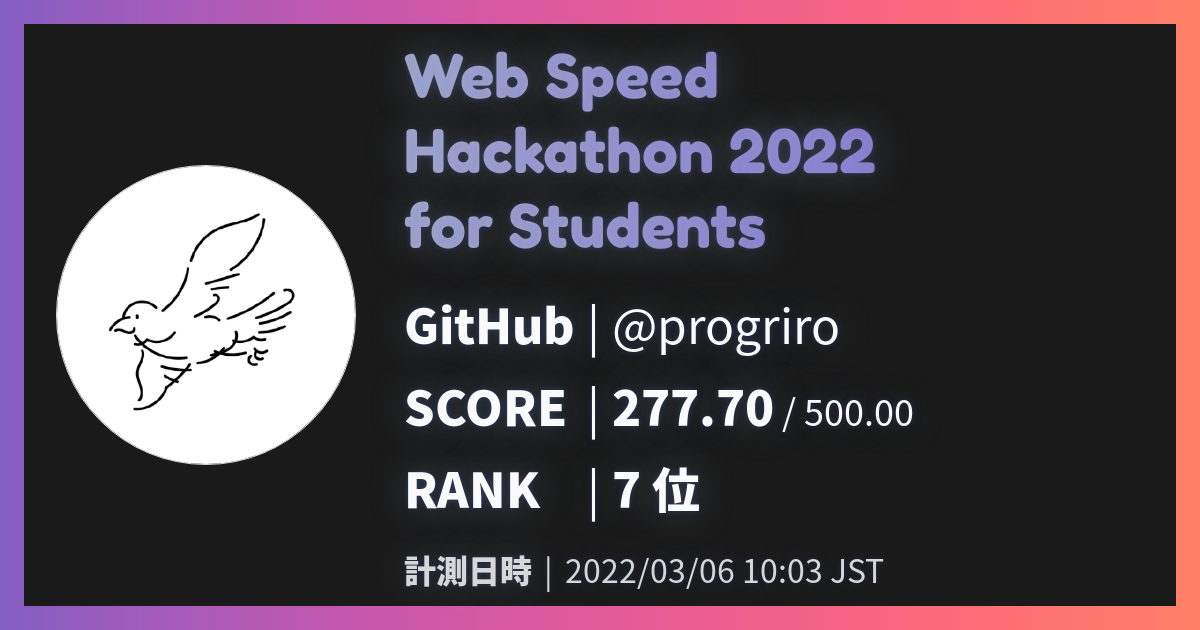 Web Speed
Hackathon 2022
for Students
GitHub | @progriro
SCORE | 277.70 / 500.00
RANK | 7 位
計測日時 | 2022/03/06 10:03 JST